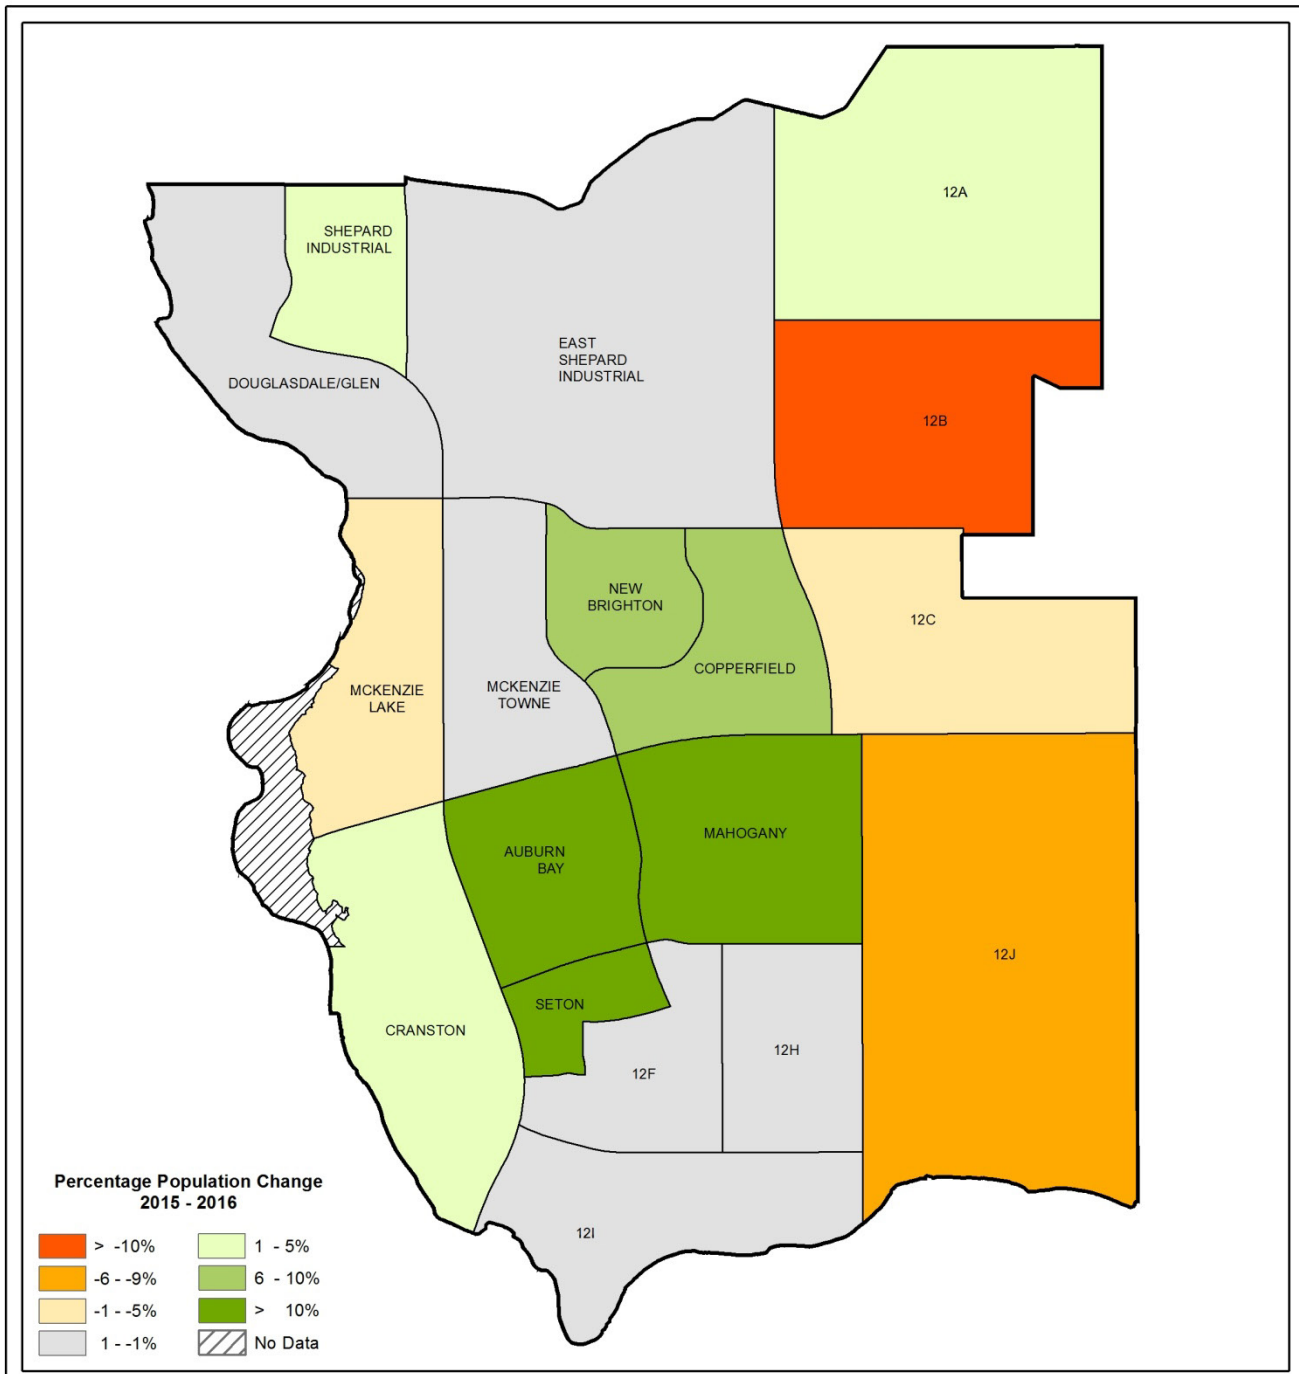 12A
SHEPARD
INDUSTRIAL
EAST
SHEPARD
INDUSTRIAL
DOUGLASDALE/GLEN
12B
NEW
BRIGHTON
12C
COPPERFIELD
MCKENZIE
LAKE
MCKENZIE
TOWNE
MAHOGANY
AUBURN
BAY
12J
SETON
CRANSTON
12H
12F
12I
Percentage Population Change
2015 - 2016
> -10%
-6 - -9%
-1 - -5%
1 - -1%
1 - 5%
6 - 10%
> 10%
No Data